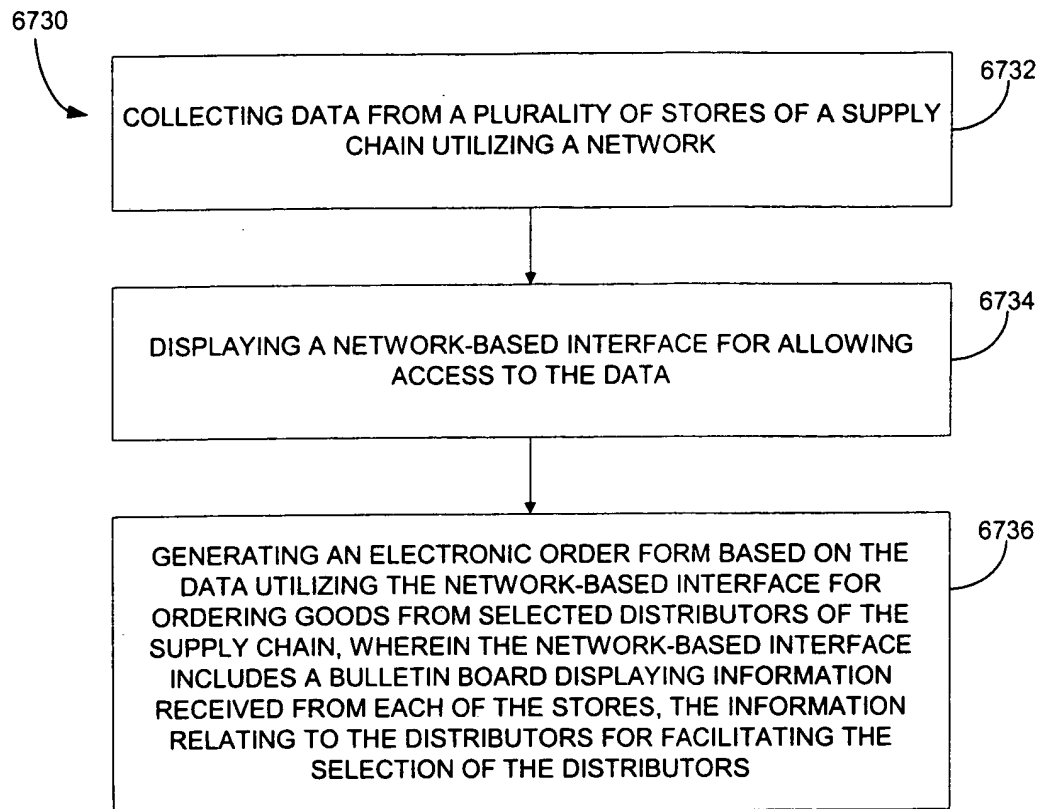 6730
6732
COLLECTING DATA FROM A PLURALITY OF STORES OF A SUPPLY
CHAIN UTILIZING A NETWORK
6734
DISPLAYING A NETWORK-BASED INTERFACE FOR ALLOWING
ACCESS TO THE DATA
6736
GENERATING AN ELECTRONIC ORDER FORM BASED ON THE
DATA UTILIZING THE NETWORK-BASED INTERFACE FOR
ORDERING GOODS FROM SELECTED DISTRIBUTORS OF THE
SUPPLY CHAIN, WHEREIN THE NETWORK-BASED INTERFACE
INCLUDES A BULLETIN BOARD DISPLAYING INFORMATION
RECEIVED FROM EACH OF THE STORES, THE INFORMATION
RELATING TO THE DISTRIBUTORS FOR FACILITATING THE
SELECTION OF THE DISTRIBUTORS